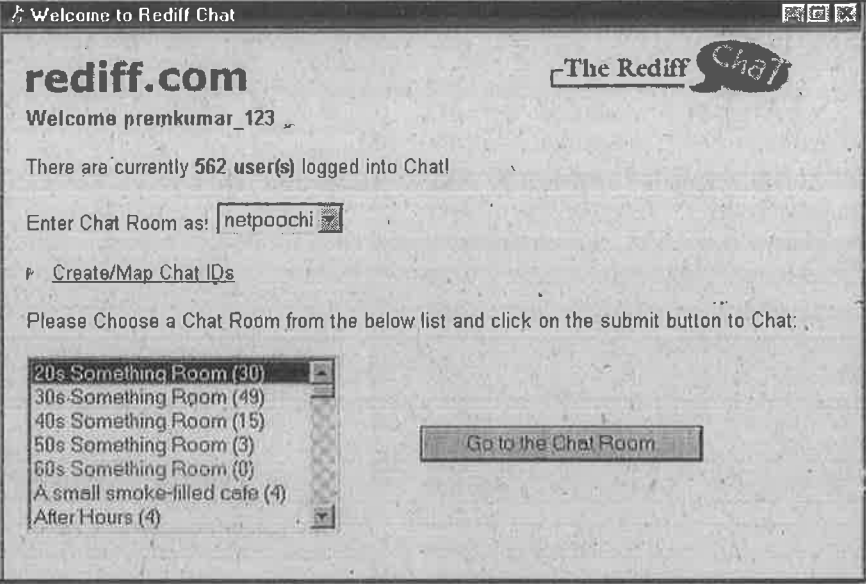 Welcome to Rediff Chat
rediff.com
The Rediff Chat
Welcome premkumar_123
There are currently 562 user(s) logged into Chat!
Enter Chat Room as: netpoochi
Create/Map Chat IDs
Please Choose a Chat Room from the below list and click on the submit button to Chat:
20s Something Room (30)
30s Something Room (49)
40s Something Room (15)
50s Something Room (3)
60s Something Room (0)
A small smoke-filled cafe (4)
After Hours (4)
Go to the Chat Room